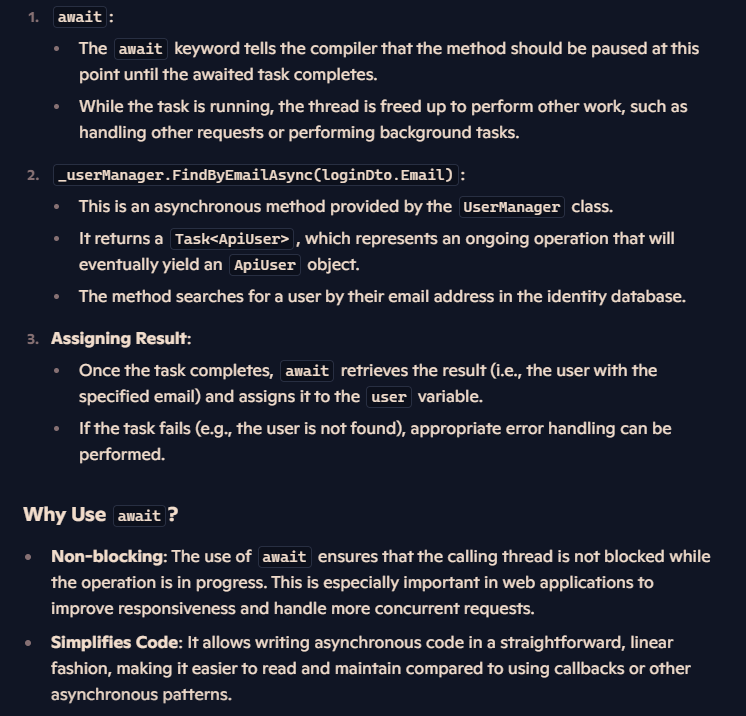 1. await:
• The await keyword tells the compiler that the method should be paused at this
point until the awaited task completes.
• While the task is running, the thread is freed up to perform other work, such as
handling other requests or performing background tasks.
2. _userManager.FindByEmailAsync(loginDto.Email):
• This is an asynchronous method provided by the UserManager class.
• It returns a Task<ApiUser>, which represents an ongoing operation that will
eventually yield an ApiUser object.
• The method searches for a user by their email address in the identity database.
3. Assigning Result:
• Once the task completes, await retrieves the result (i.e., the user with the
specified email) and assigns it to the user variable.
• If the task fails (e.g., the user is not found), appropriate error handling can be
performed.
Why Use await?
• Non-blocking: The use of await ensures that the calling thread is not blocked while
the operation is in progress. This is especially important in web applications to
improve responsiveness and handle more concurrent requests.
• Simplifies Code: It allows writing asynchronous code in a straightforward, linear
fashion, making it easier to read and maintain compared to using callbacks or other
asynchronous patterns.